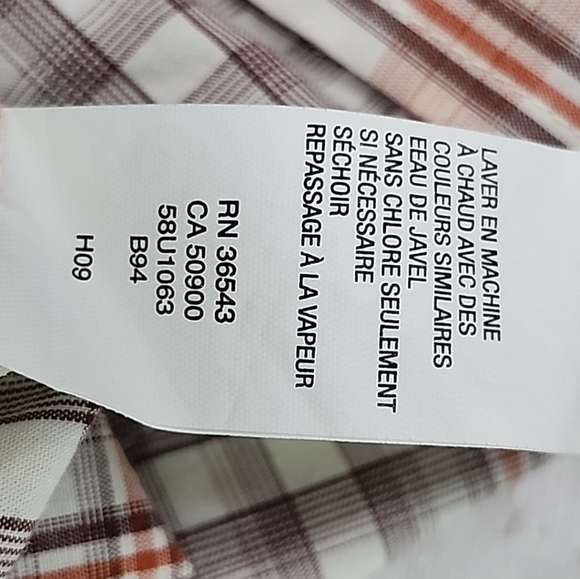 LAVER EN MACHINE
À CHAUD AVEC DES
COULEURS SIMILAIRES
EEAU DE JAVEL
SANS CHLORE SEULEMENT
SI NÉCESSAIRE
SÉCHOIR
REPASSAGE À LA VAPEUR
RN 36543
CA 50900
58U1063
B94
H09